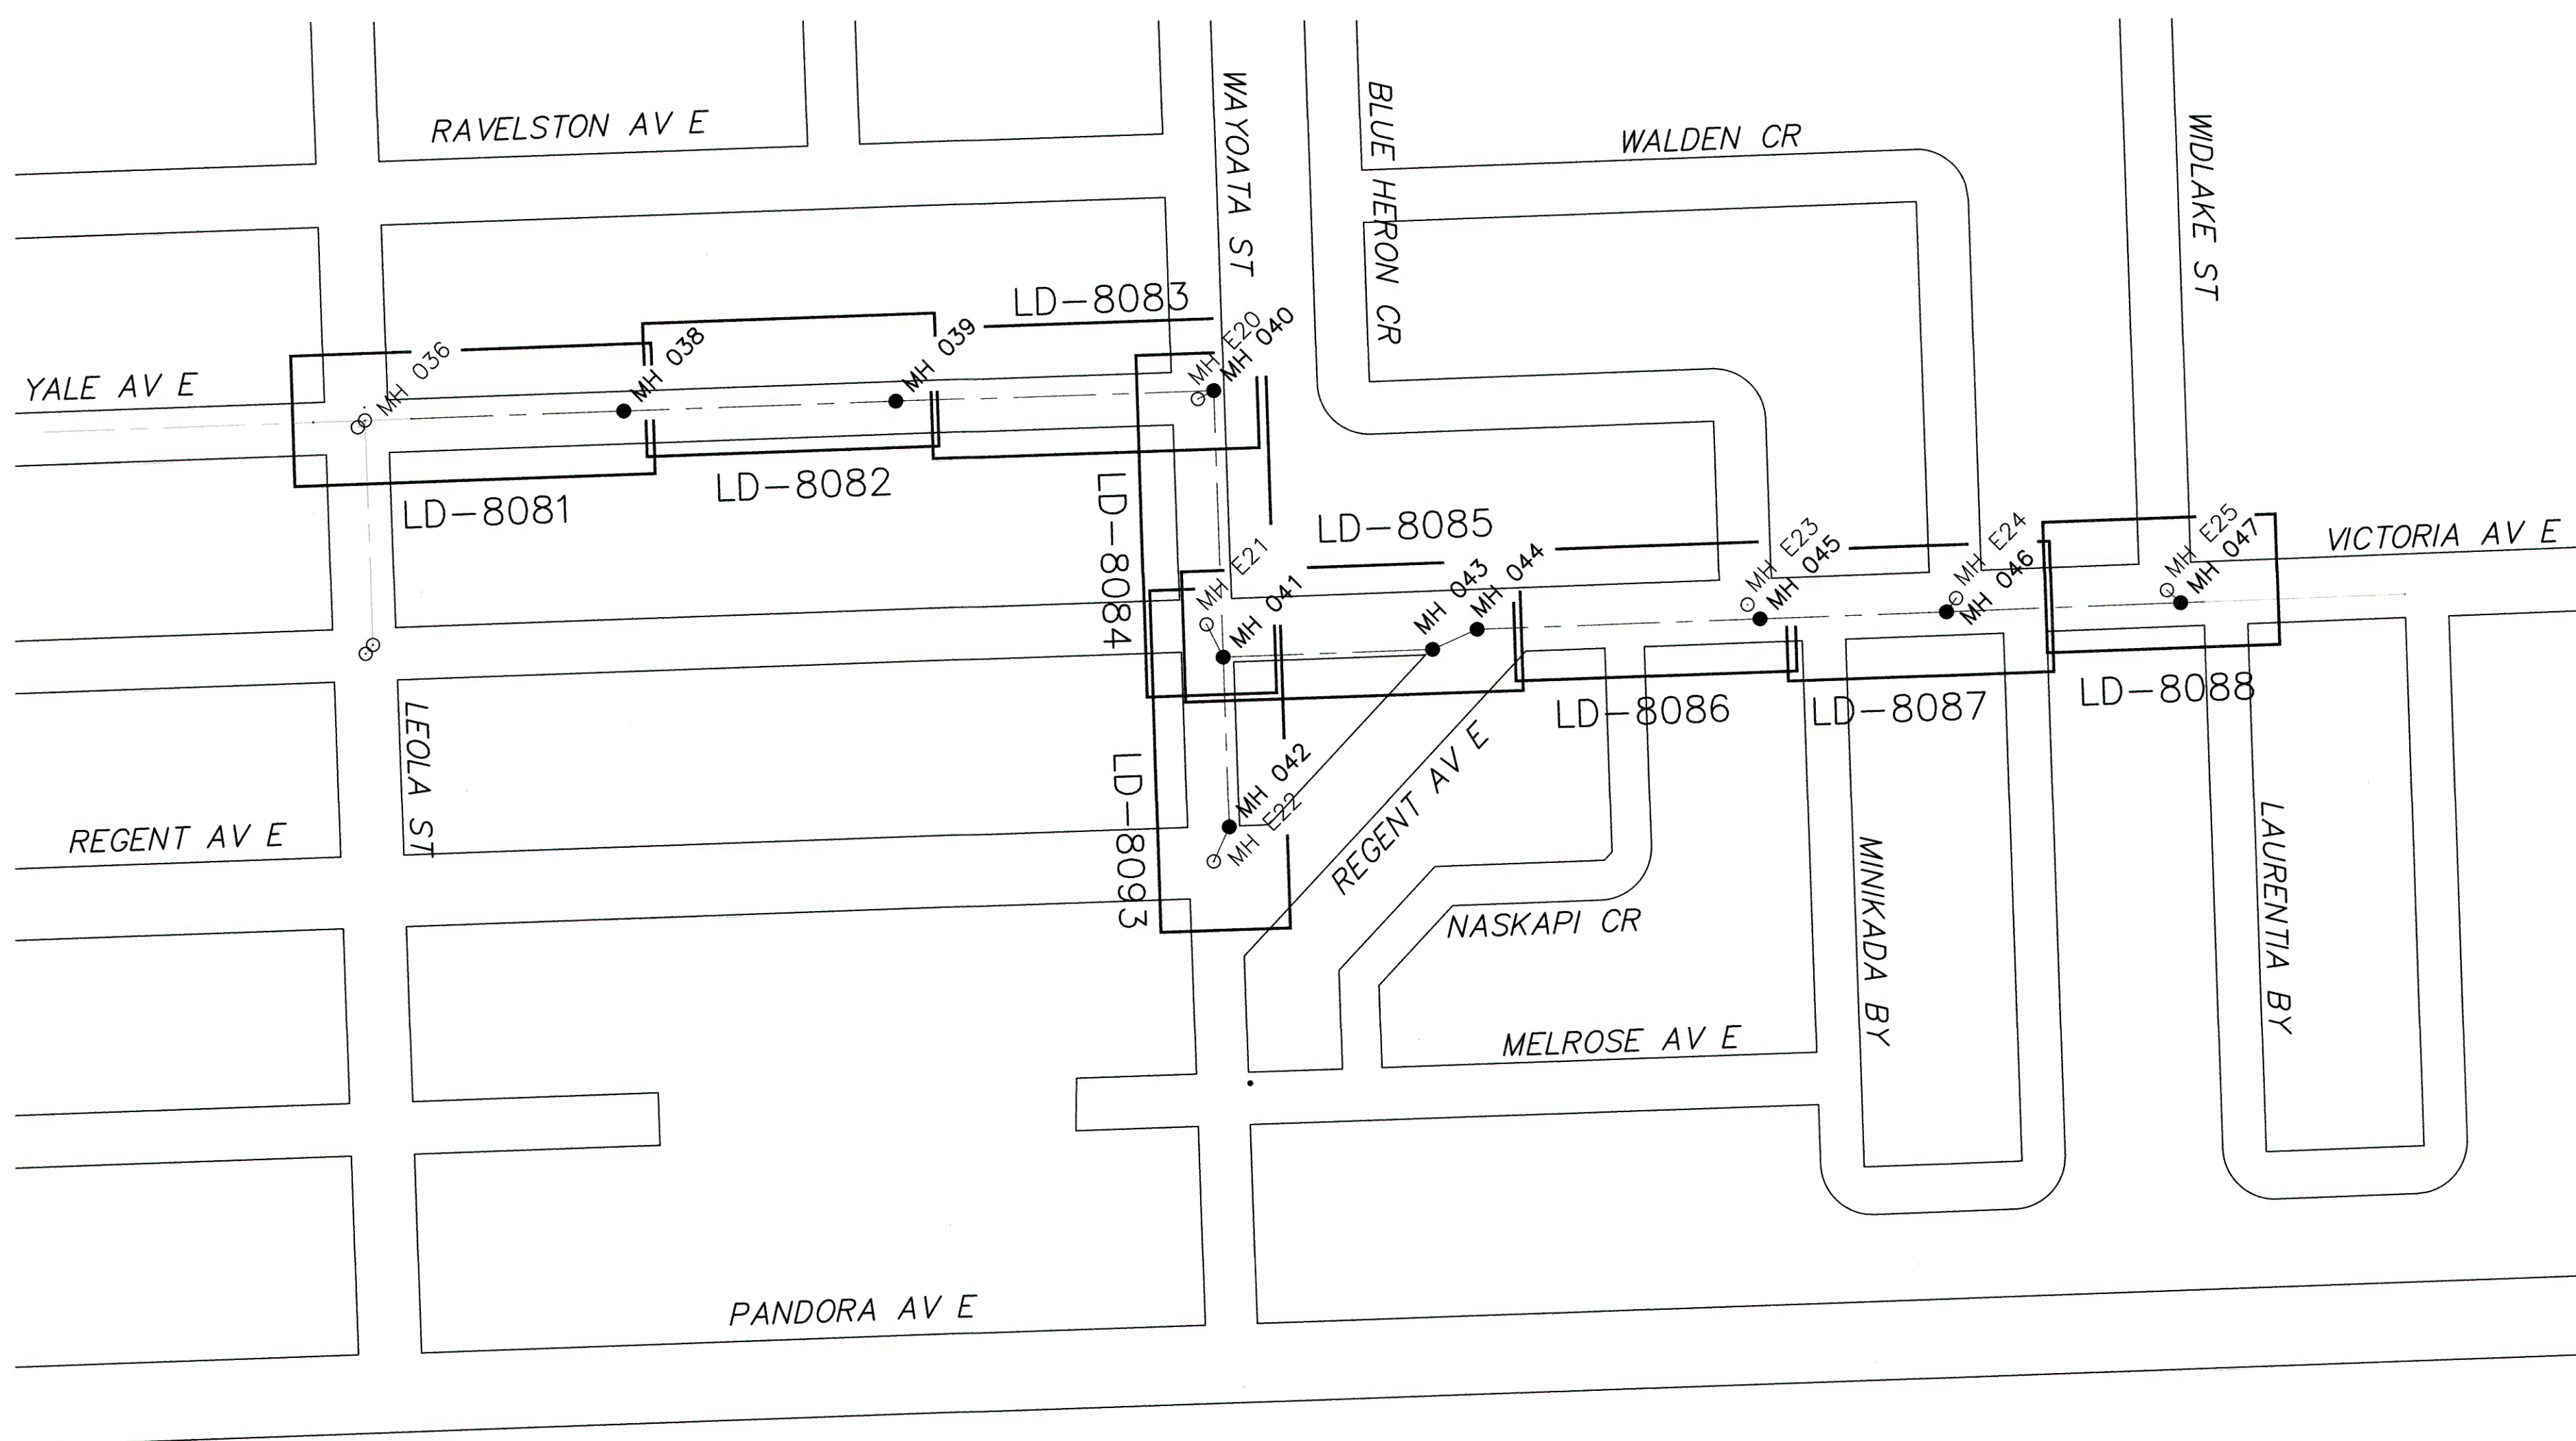 RAVELSTON AV E
WAYOATA ST
BLUE HERON CR
WALDEN CR
WIDLAKE ST
LD-8083
YALE AV E
MH 036
MH 038
MH 039
MH E20
MH 040
LD-8081
LD-8082
LD-8084
LD-8085
MH E21
MH 041
MH 043
MH 044
MH E23
MH 045
MH E24
MH 046
MH E25
MH 047
VICTORIA AV E
LD-8086
LD-8087
LD-8088
LEOLA ST
REGENT AV E
LD-8093
MH 042
MH E22
REGENT AV E
NASKAPI CR
MINIKADA BY
LAURENTIA BY
MELROSE AV E
PANDORA AV E